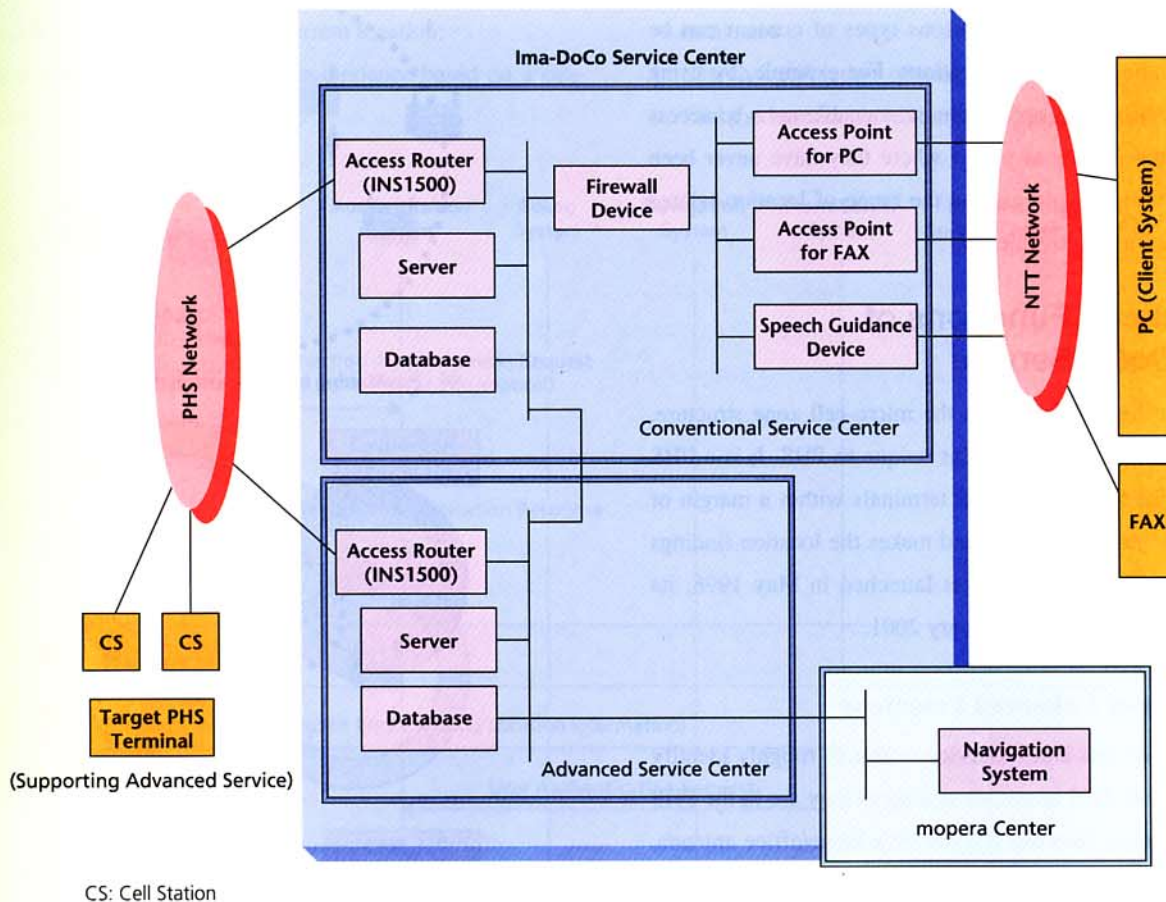 Ima-DoCo Service Center
Access Router
(INS1500)
Server
Database
Firewall
Device
Access Point
for PC
Access Point
for FAX
Speech Guidance
Device
Conventional Service Center
PHS Network
NTT Network
PC (Client System)
FAX
Access Router
(INS1500)
Server
Database
Advanced Service Center
CS
CS
Target PHS
Terminal
(Supporting Advanced Service)
Navigation
System
mopera Center
CS: Cell Station